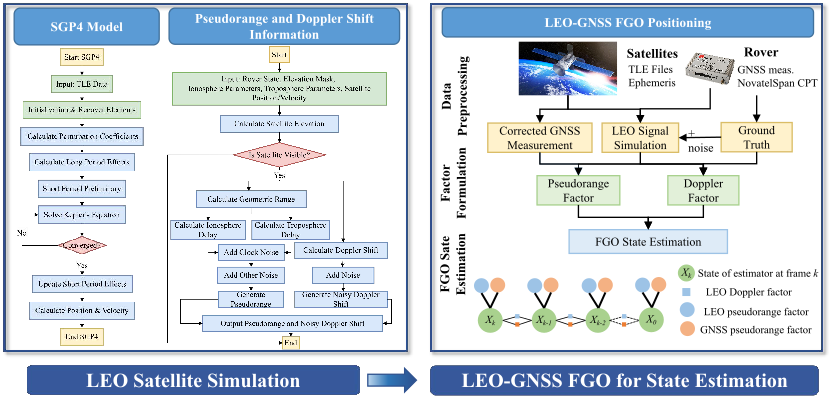 SGP4 Model
Start SGP4
Input: TLE Data
Initialization & Recover Elements
Calculate Perturbation Coefficients
Calculate Long Period Effects
Short Period Preliminary
Solve Kepler's Equation
No
Converged
Yes
Update Short Period Effects
Calculate Position & Velocity
End SGP4
Pseudorange and Doppler Shift
Information
Start
Input: Rover State, Elevation Mask,
Ionosphere Parameters, Troposphere Parameters, Satellite
Position/Velocity
Calculate Satellite Elevation
Is Satellite Visible?
Yes
Calculate Geometric Range
Calculate Ionosphere
Delay
Calculate Troposphere
Delay
Add Clock Noise
Calculate Doppler Shift
Add Other Noise
Add Noise
Generate
Pseudorange
Generate Noisy Doppler
Shift
Output Pseudorange and Noisy Doppler Shift
End
LEO Satellite Simulation
LEO-GNSS FGO Positioning
Data
Preprocessing
Satellites
TLE Files
Ephemeris
Rover
GNSS meas.
NovatelSpan CPT
Corrected GNSS
Measurement
LEO Signal
Simulation
+
noise
Ground
Truth
Factor
Formulation
Pseudorange
Factor
Doppler
Factor
FGO State Estimation
FGO Sate
Estimation
Xk
Xk-1
Xk-2
X0
Xk State of estimator at frame k
LEO Doppler factor
LEO pseudorange factor
GNSS pseudorange factor
LEO-GNSS FGO for State Estimation